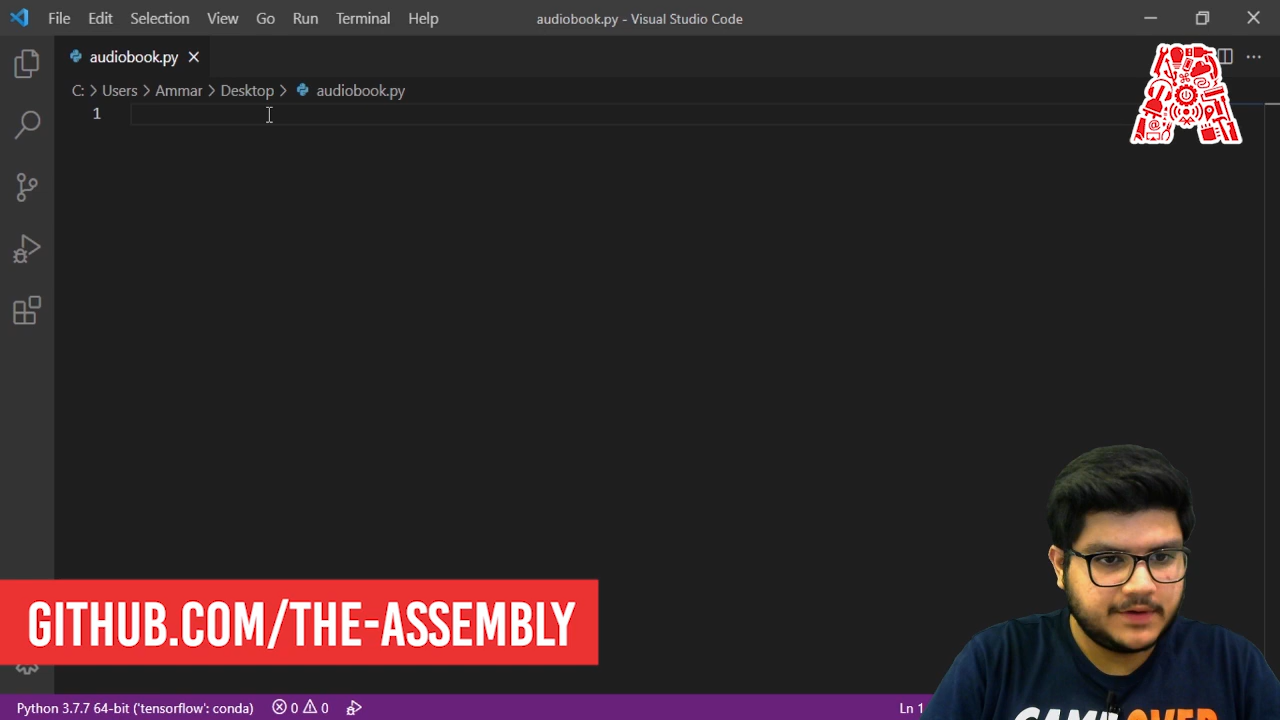 File Edit Selection View Go Run Terminal Help
audiobook.py - Visual Studio Code
audiobook.py
C: > Users > Ammar > Desktop > audiobook.py
1
GITHUB.COM/THE-ASSEMBLY
Python 3.7.7 64-bit ('tensorflow': conda) 0 0
Ln 1